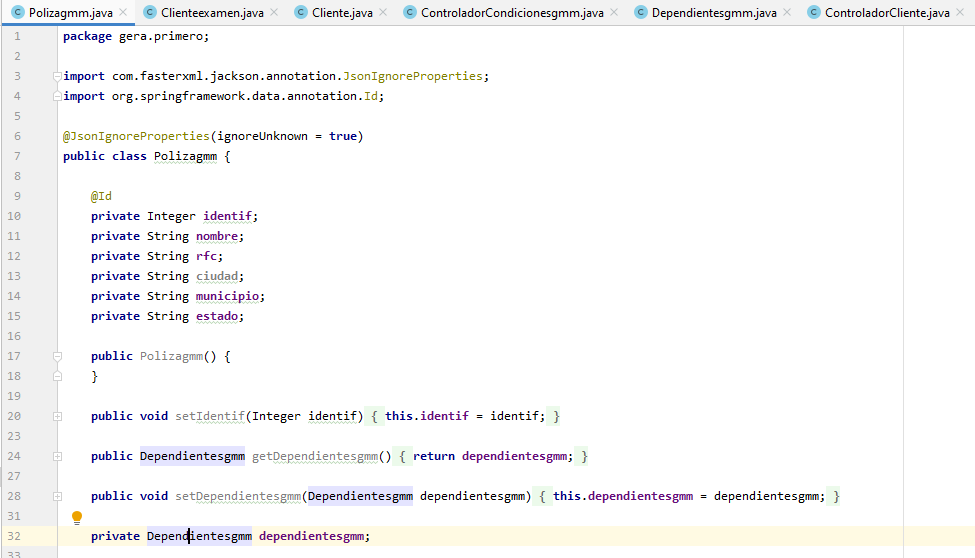 Polizagmm.java Clienteexamen.java Cliente.java ControladorCondicionesgmm.java Dependientesgmm.java ControladorCliente.java
1 package gera.primero;
2
3 import com.fasterxml.jackson.annotation.JsonIgnoreProperties;
4 import org.springframework.data.annotation.Id;
5
6 @JsonIgnoreProperties(ignoreUnknown = true)
7 public class Polizagmm {
8
9 @Id
10 private Integer identif;
11 private String nombre;
12 private String rfc;
13 private String ciudad;
14 private String municipio;
15 private String estado;
16
17 public Polizagmm() {
18 }
19
20 public void setIdentif(Integer identif) { this.identif = identif; }
23
24 public Dependientesgmm getDependientesgmm() { return dependientesgmm; }
27
28 public void setDependientesgmm(Dependientesgmm dependientesgmm) { this.dependientesgmm = dependientesgmm; }
31
32 private Dependientesgmm dependientesgmm;
33